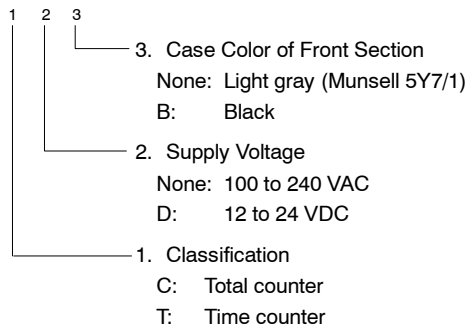 1 2 3
3. Case Color of Front Section
None: Light gray (Munsell 5Y7/1)
B: Black
2. Supply Voltage
None: 100 to 240 VAC
D: 12 to 24 VDC
1. Classification
C: Total counter
T: Time counter